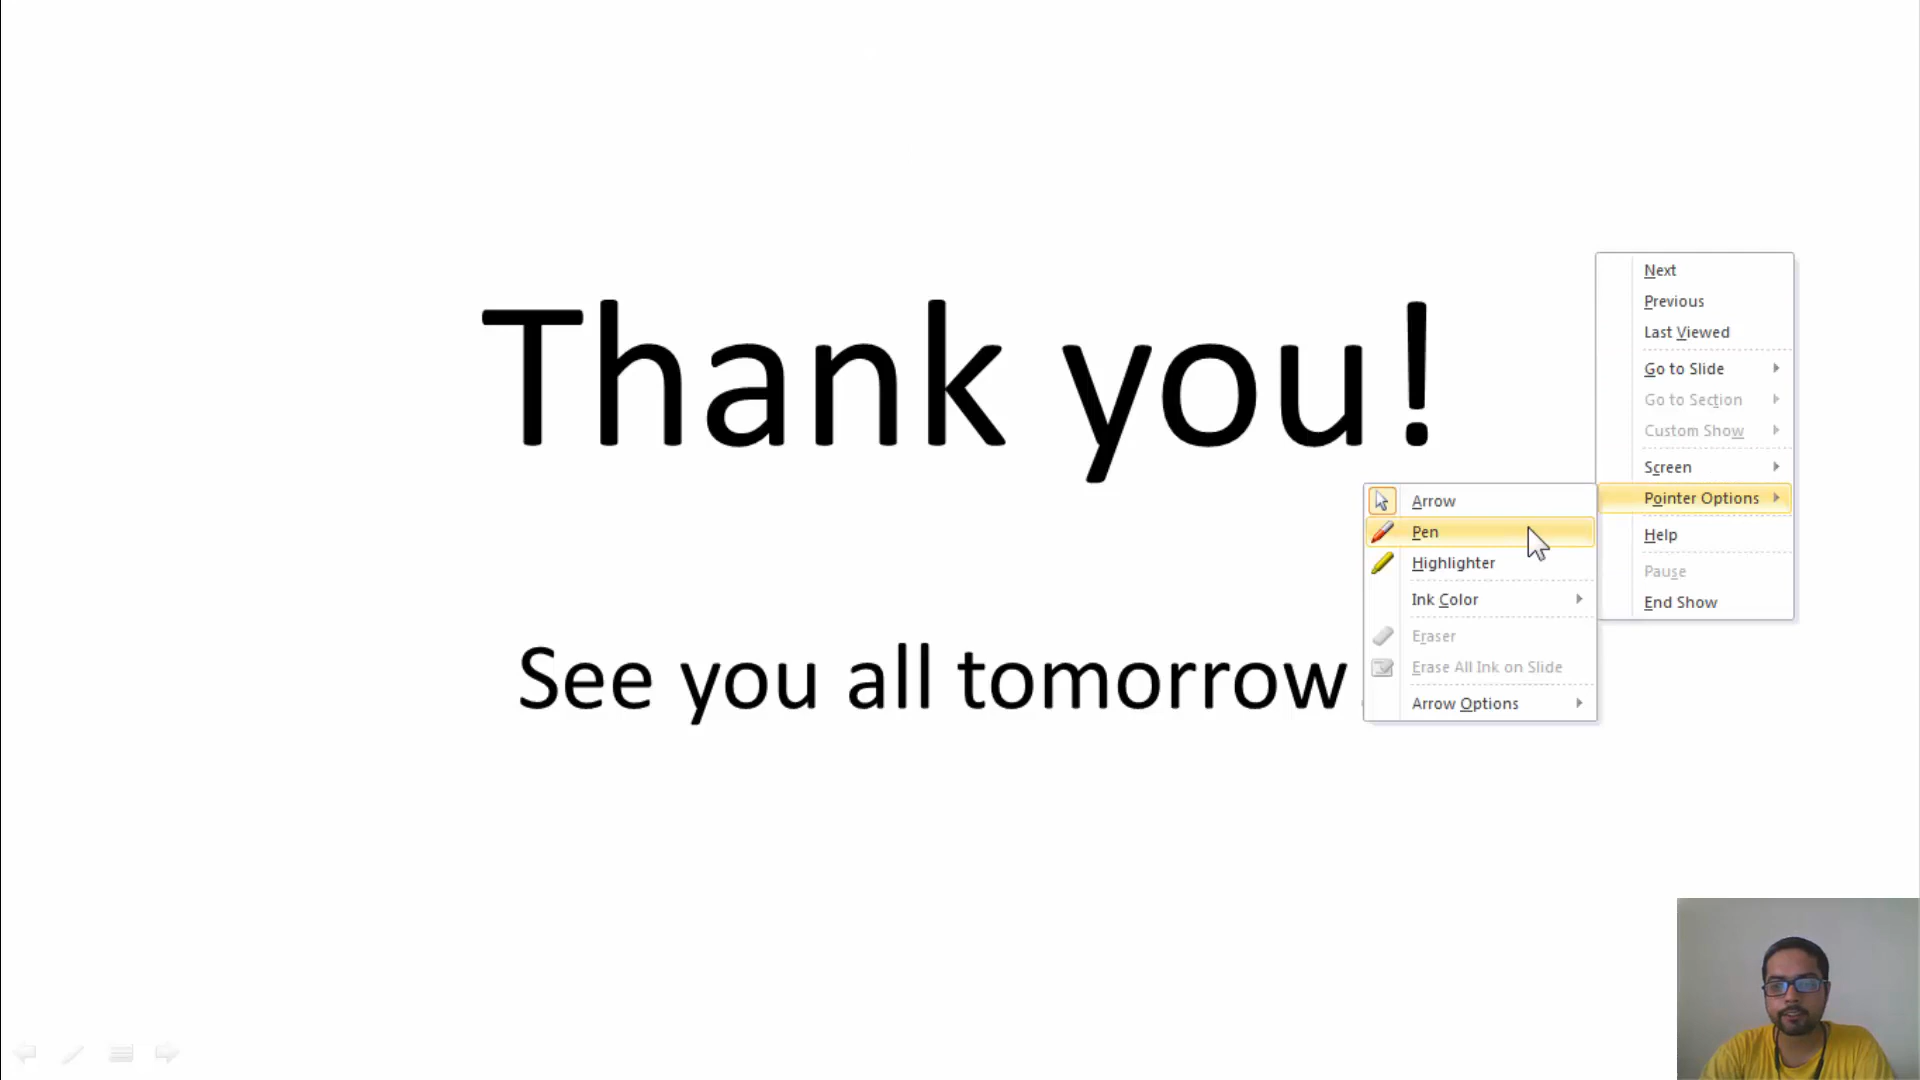 Thank you!
See you all tomorrow
Next
Previous
Last Viewed
Go to Slide
Go to Section
Custom Show
Screen
Pointer Options
Help
Pause
End Show
Arrow
Pen
Highlighter
Ink Color
Eraser
Erase All Ink on Slide
Arrow Options